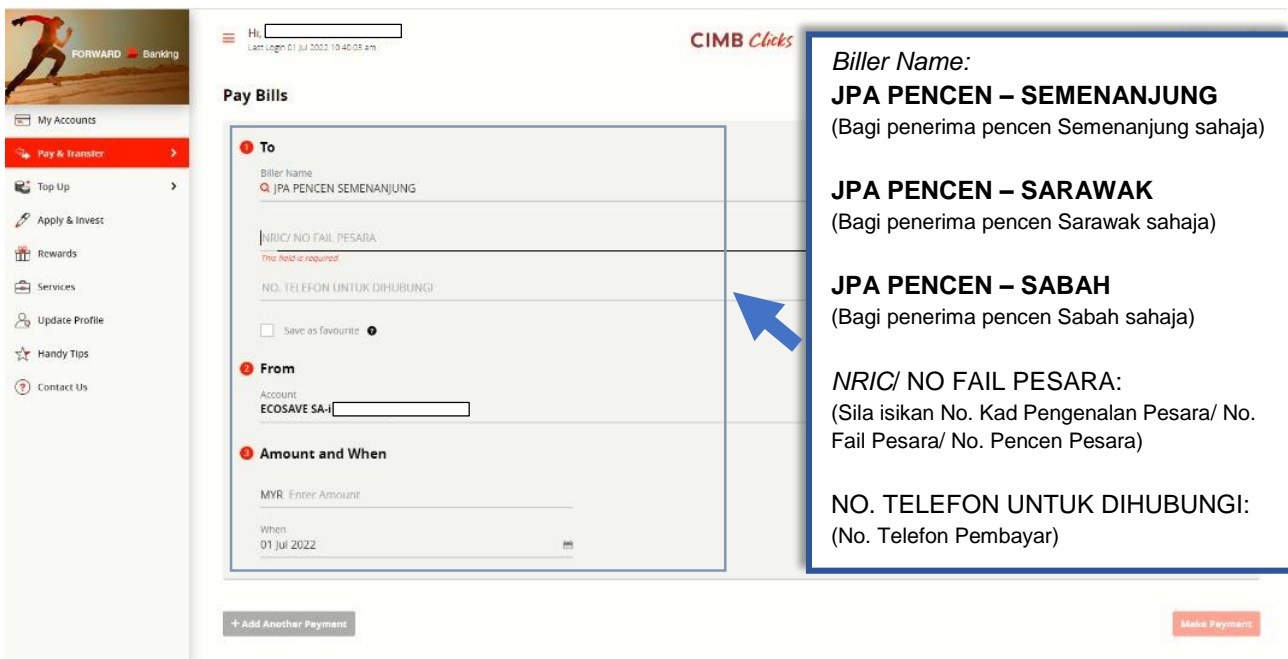 FORWARD Banking
My Accounts
Pay & Transfer
Top Up
Apply & Invest
Rewards
Services
Update Profile
Handy Tips
Contact Us
Hi,
Last Login 01 Jul 2022 10:40:03 am
CIMB Clicks
Pay Bills
1 To
Biller Name
JPA PENCEN SEMENANJUNG
NRIC/ NO FAIL PESARA
This field is required.
NO. TELEFON UNTUK DIHUBUNGI
Save as favourite ?
2 From
Account
ECOSAVE SA-i
3 Amount and When
MYR Enter Amount
When
01 Jul 2022
+ Add Another Payment
Make Payment
Biller Name:
JPA PENCEN – SEMENANJUNG
(Bagi penerima pencen Semenanjung sahaja)
JPA PENCEN – SARAWAK
(Bagi penerima pencen Sarawak sahaja)
JPA PENCEN – SABAH
(Bagi penerima pencen Sabah sahaja)
NRIC/ NO FAIL PESARA:
(Sila isikan No. Kad Pengenalan Pesara/ No.
Fail Pesara/ No. Pencen Pesara)
NO. TELEFON UNTUK DIHUBUNGI:
(No. Telefon Pembayar)